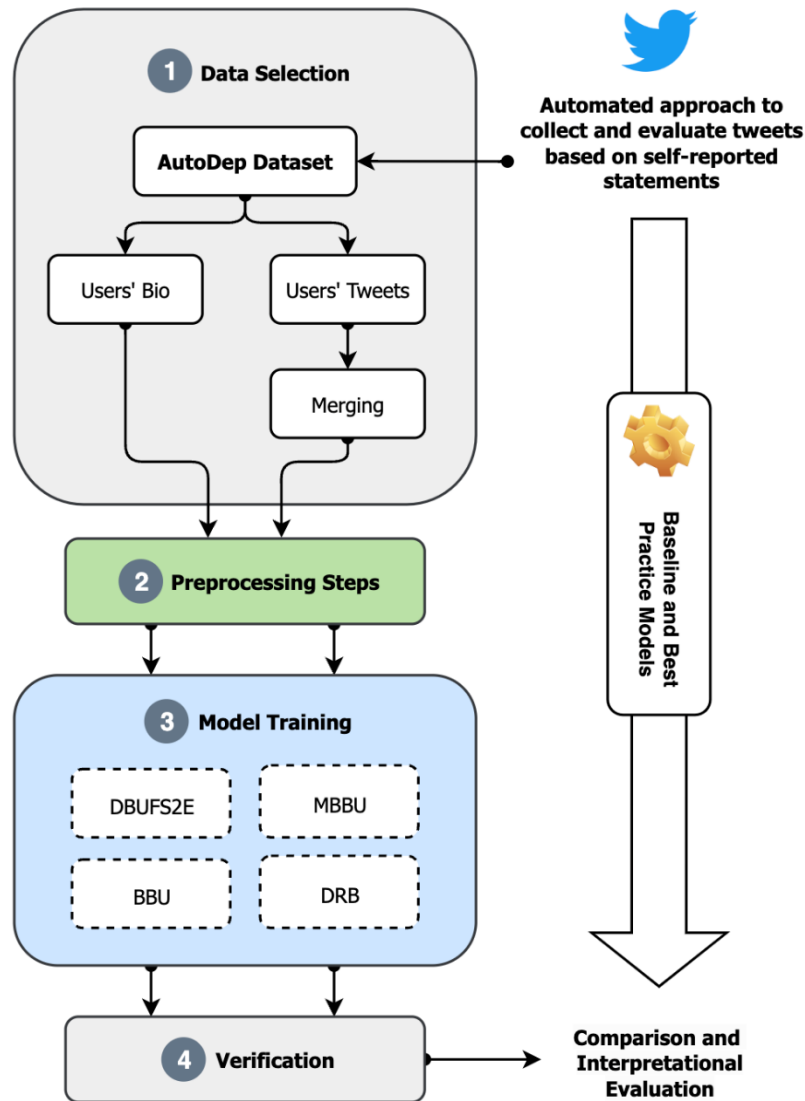 1 Data Selection
Automated approach to
collect and evaluate tweets
based on self-reported
statements
AutoDep Dataset
Users' Bio
Users' Tweets
Merging
Baseline and Best
Practice Models
2 Preprocessing Steps
3 Model Training
DBUFS2E
MBBU
BBU
DRB
4 Verification
Comparison and
Interpretational
Evaluation